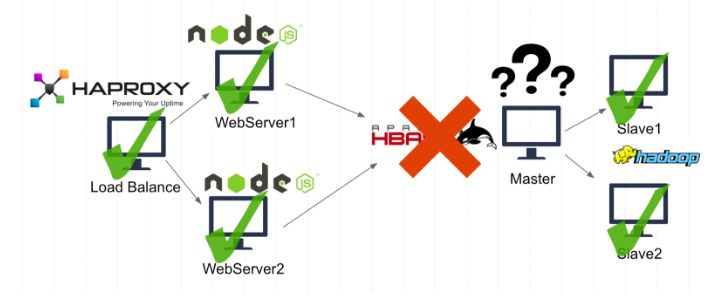 node
JS
HAPROXY
Powering Your Uptime
WebServer1
Load Balance
node
JS
WebServer2
APA
HBA
???
Master
Slave1
hadoop
Slave2